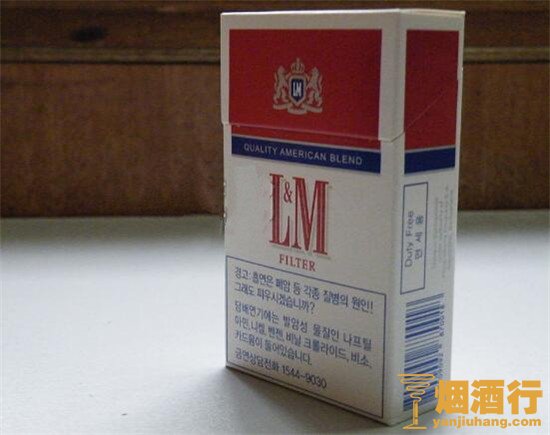 LM
QUALITY AMERICAN BLEND
L&M
FILTER
경고: 흡연은 폐암 등 각종 질병의 원인!
그래도 피우시겠습니까?
담배연기에는 발암성 물질인 나프틸
아민, 니켈, 벤젠, 비닐 크롤라이드, 비소,
카드뮴이 들어있습니다.
금연상담전화 1544-9030
Duty Free
면세용
烟酒行
yanjiuhang.com